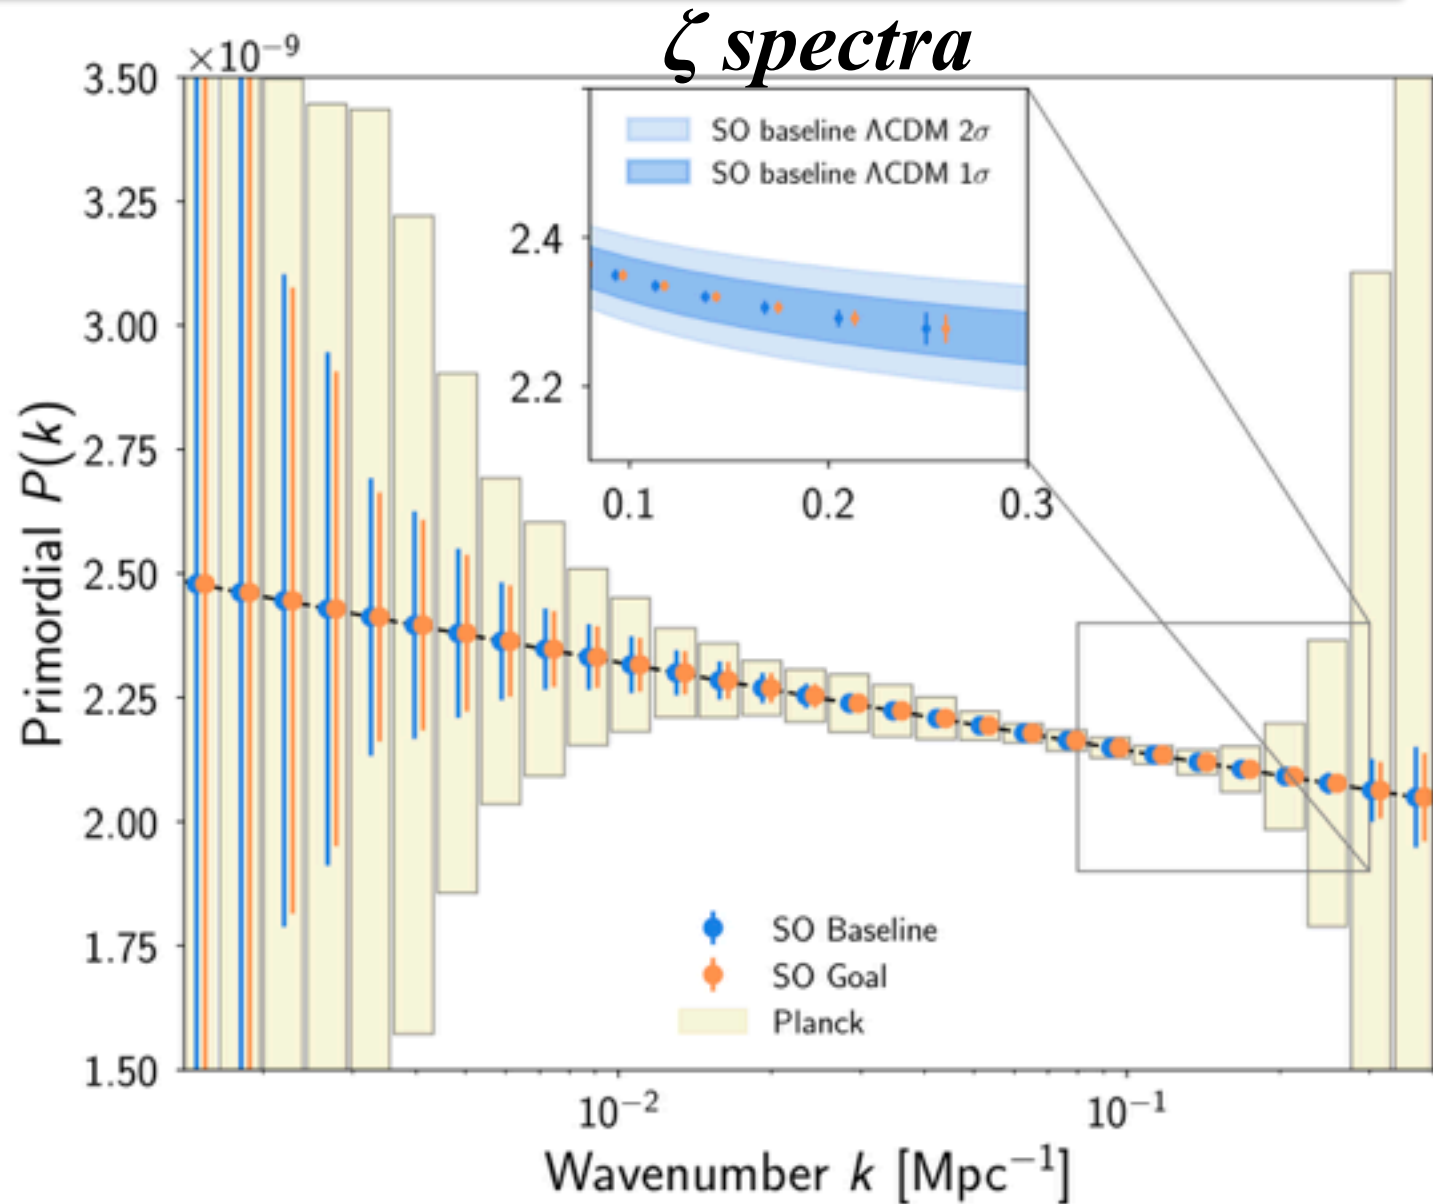 ζ spectra
×10⁻⁹
3.50
3.25
3.00
2.75
2.50
2.25
2.00
1.75
1.50
Primordial P(k)
SO baseline ΛCDM 2σ
SO baseline ΛCDM 1σ
2.4
2.2
0.1 0.2 0.3
SO Baseline
SO Goal
Planck
10⁻² 10⁻¹
Wavenumber k [Mpc⁻¹]